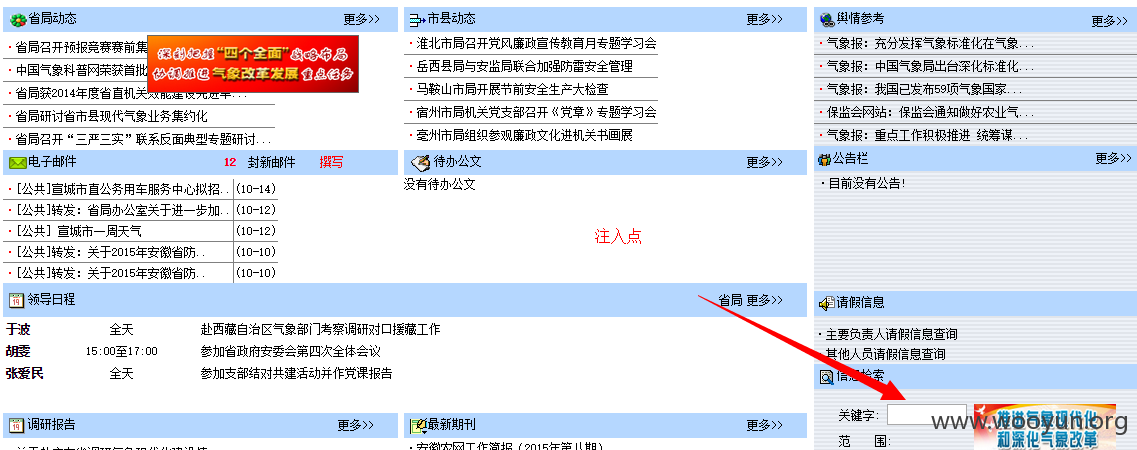 省局动态 更多>>
·省局召开预报竞赛赛前集
·中国气象科普网荣获首批
·省局获2014年度省直机关效能建设先进单...
·省局研讨省市县现代气象业务集约化
·省局召开“三严三实”联系反面典型专题研讨...
深刻把握“四个全面”战略布局
协调推进 气象改革发展 重点任务
市县动态 更多>>
·淮北市局召开党风廉政宣传教育月专题学习会
·岳西县局与安监局联合加强防雷安全管理
·马鞍山市局开展节前安全生产大检查
·宿州市局机关党支部召开《党章》专题学习会
·亳州市局组织参观廉政文化进机关书画展
舆情参考 更多>>
·气象报：充分发挥气象标准化在气象...
·气象报：中国气象局出台深化标准化...
·气象报：我国已发布59项气象国家...
·保监会网站：保监会通知做好农业气...
·气象报：重点工作积极推进 统筹谋...
电子邮件 12 封新邮件 撰写
·[公共]宣城市直公务用车服务中心拟招.. (10-14)
·[公共]转发：省局办公室关于进一步加.. (10-12)
·[公共] 宣城市一周天气 (10-12)
·[公共]转发：关于2015年安徽省防.. (10-10)
·[公共]转发：关于2015年安徽省防.. (10-10)
待办公文 更多>>
没有待办公文
注入点
公告栏 更多>>
·目前没有公告!
领导日程 省局 更多>>
于波 全天 赴西藏自治区气象部门考察调研对口援藏工作
胡雯 15:00至17:00 参加省政府安委会第四次全体会议
张爱民 全天 参加支部结对共建活动并作党课报告
请假信息
·主要负责人请假信息查询
·其他人员请假信息查询
信息检索
关键字:
范 围:
推进气象现代化
和深化气象改革
www.wooyun.org
调研报告 更多>>
最新期刊 更多>>
·安徽农网工作简报（2015年第八期）